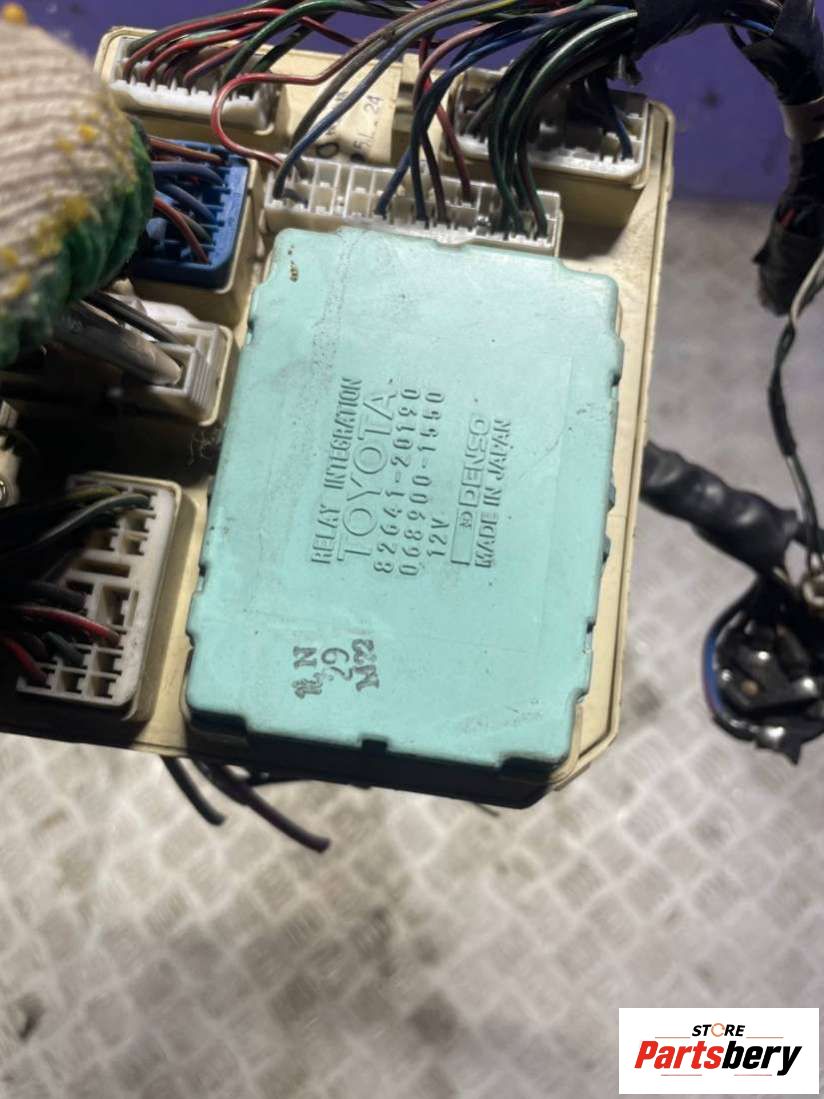 RELAY INTEGRATION
TOYOTA
82641-20190
068900-1550
12V
DENSO
MADE IN JAPAN
29
STORE
Partsbery